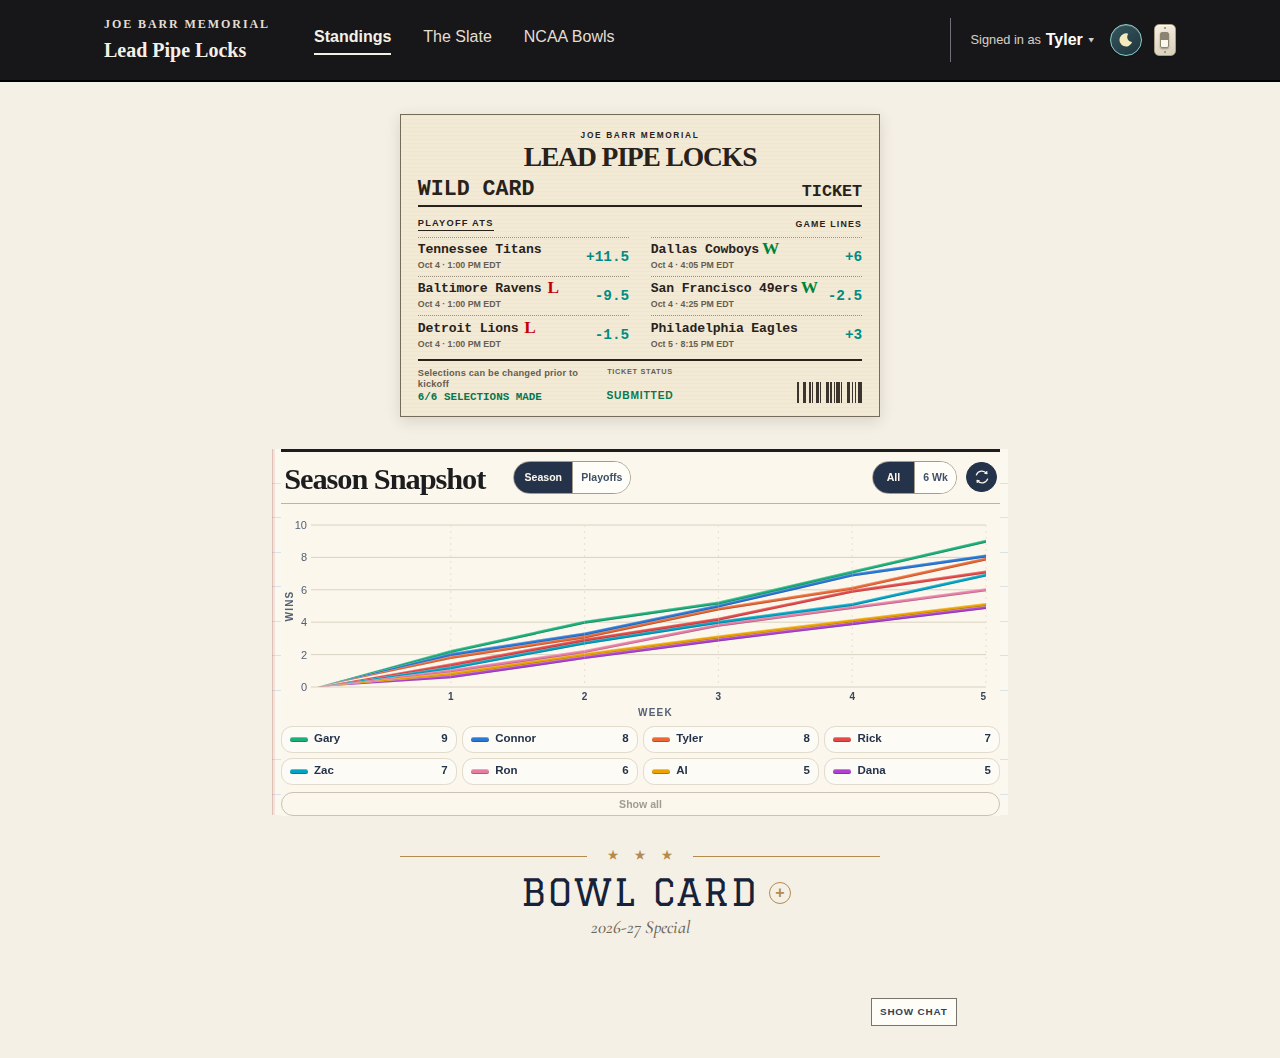 JOE BARR MEMORIAL
Lead Pipe Locks
Standings
The Slate
NCAA Bowls
Signed in as Tyler ▾
JOE BARR MEMORIAL
LEAD PIPE LOCKS
WILD CARD
TICKET
PLAYOFF ATS
GAME LINES
Tennessee Titans +11.5
Oct 4 · 1:00 PM EDT
Dallas Cowboys W +6
Oct 4 · 4:05 PM EDT
Baltimore Ravens L -9.5
Oct 4 · 1:00 PM EDT
San Francisco 49ers W -2.5
Oct 4 · 4:25 PM EDT
Detroit Lions L -1.5
Oct 4 · 1:00 PM EDT
Philadelphia Eagles +3
Oct 5 · 8:15 PM EDT
Selections can be changed prior to
kickoff
6/6 SELECTIONS MADE
TICKET STATUS
SUBMITTED
Season Snapshot
Season
Playoffs
All
6 Wk
10
8
6
4
2
0
WINS
1 2 3 4 5
WEEK
Gary 9
Connor 8
Tyler 8
Rick 7
Zac 7
Ron 6
Al 5
Dana 5
Show all
★ ★ ★
BOWL CARD +
2026-27 Special
SHOW CHAT